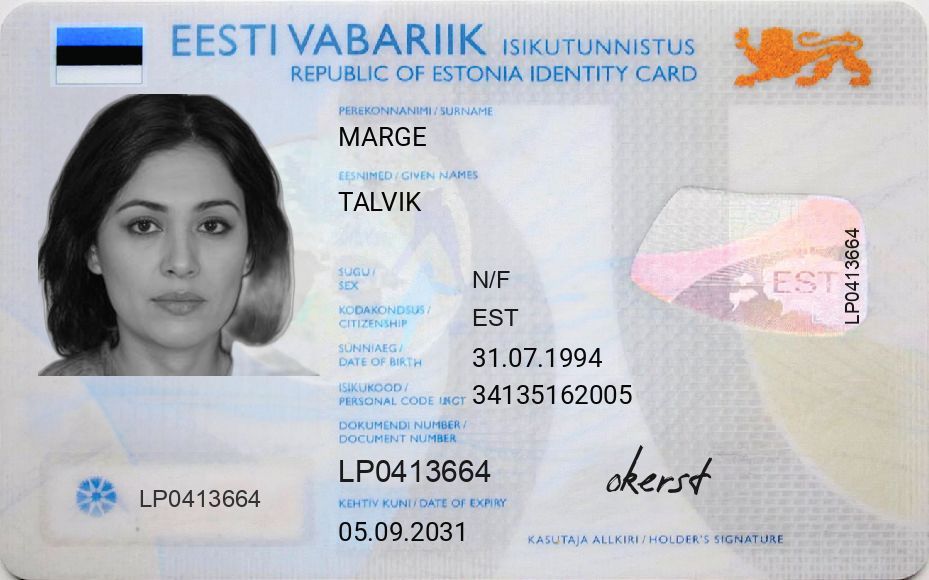 EESTI VABARIIK ISIKUTUNNISTUS
REPUBLIC OF ESTONIA IDENTITY CARD
PEREKONNANIMI / SURNAME
MARGE
EESNIMED / GIVEN NAMES
TALVIK
SUGU /
SEX
N/F
KODAKONDSUS /
CITIZENSHIP
EST
SÜNNIAEG /
DATE OF BIRTH
31.07.1994
ISIKUKOOD /
PERSONAL CODE
34135162005
DOKUMENDI NUMBER /
DOCUMENT NUMBER
LP0413664
KEHTIV KUNI / DATE OF EXPIRY
05.09.2031
LP0413664
EST
LP0413664
okerst
KASUTAJA ALLKIRI / HOLDER'S SIGNATURE